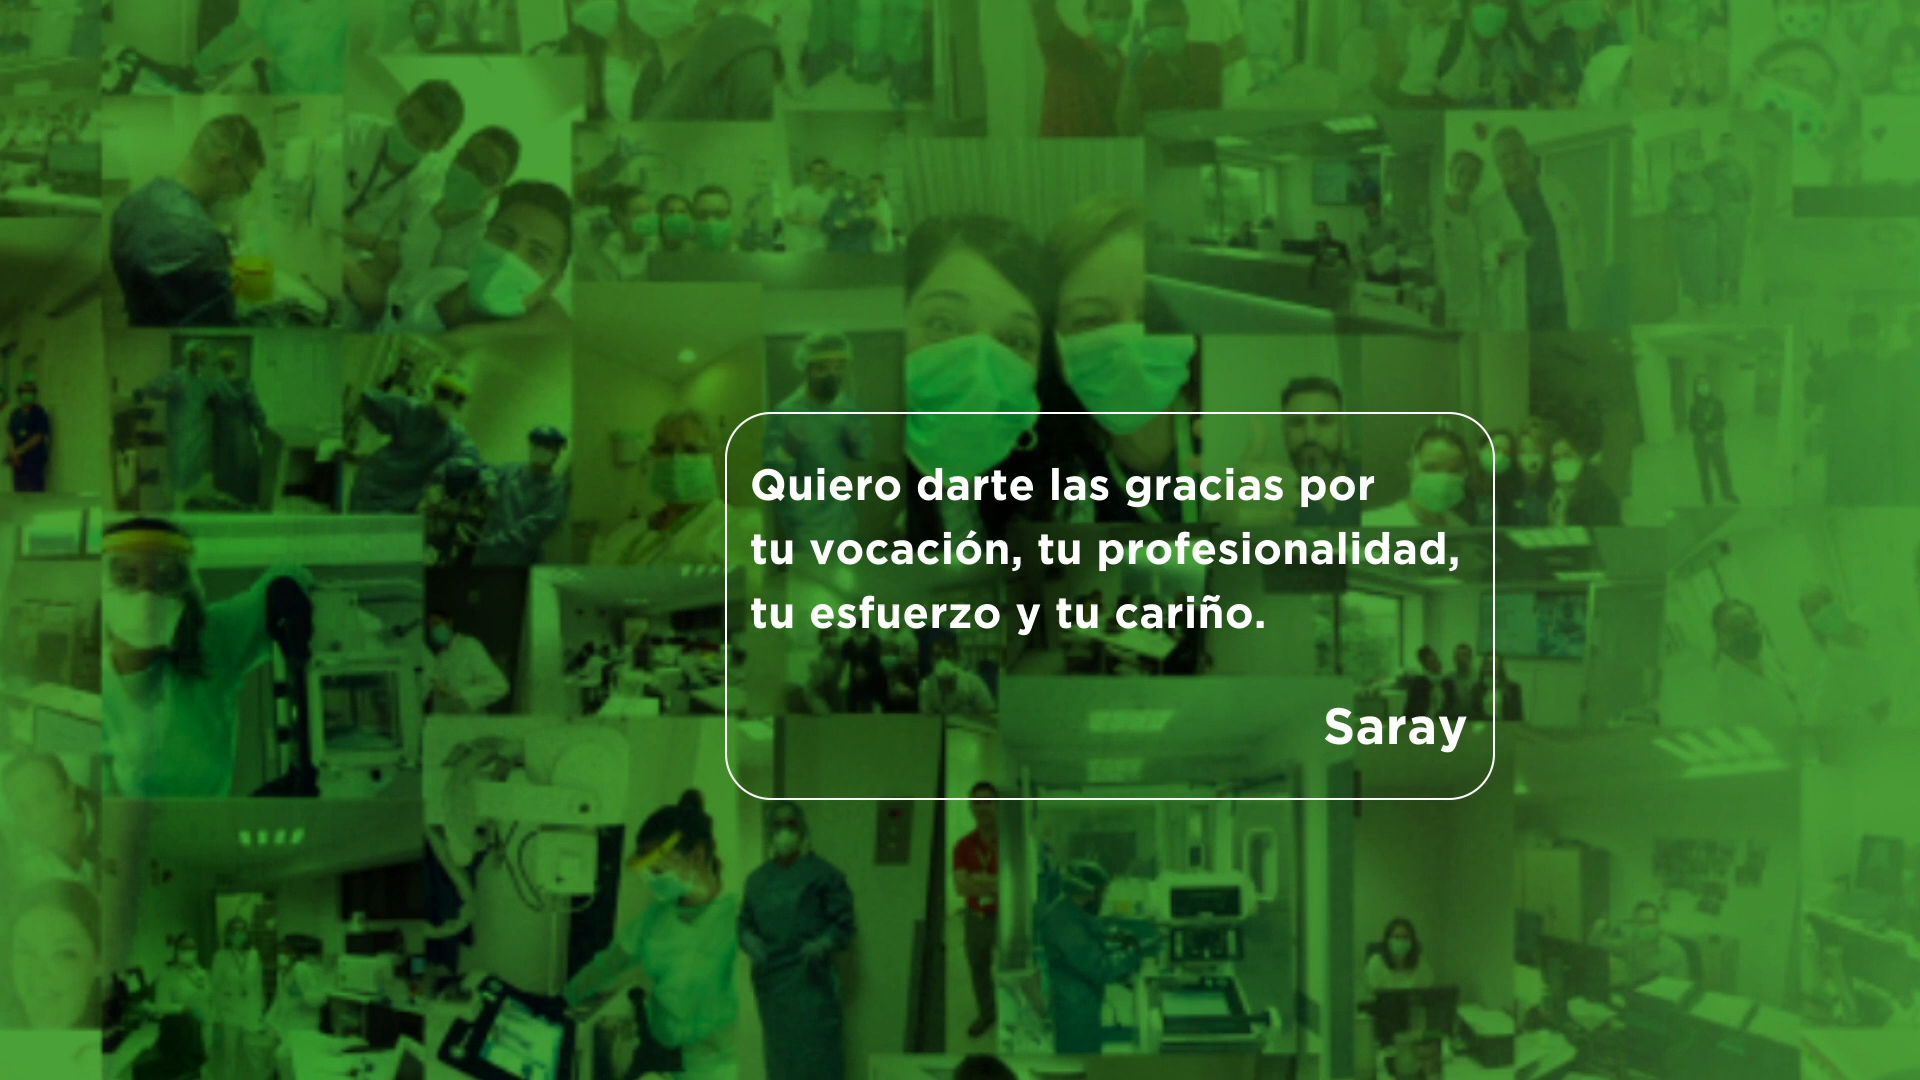 Quiero darte las gracias por
tu vocación, tu profesionalidad,
tu esfuerzo y tu cariño.
Saray